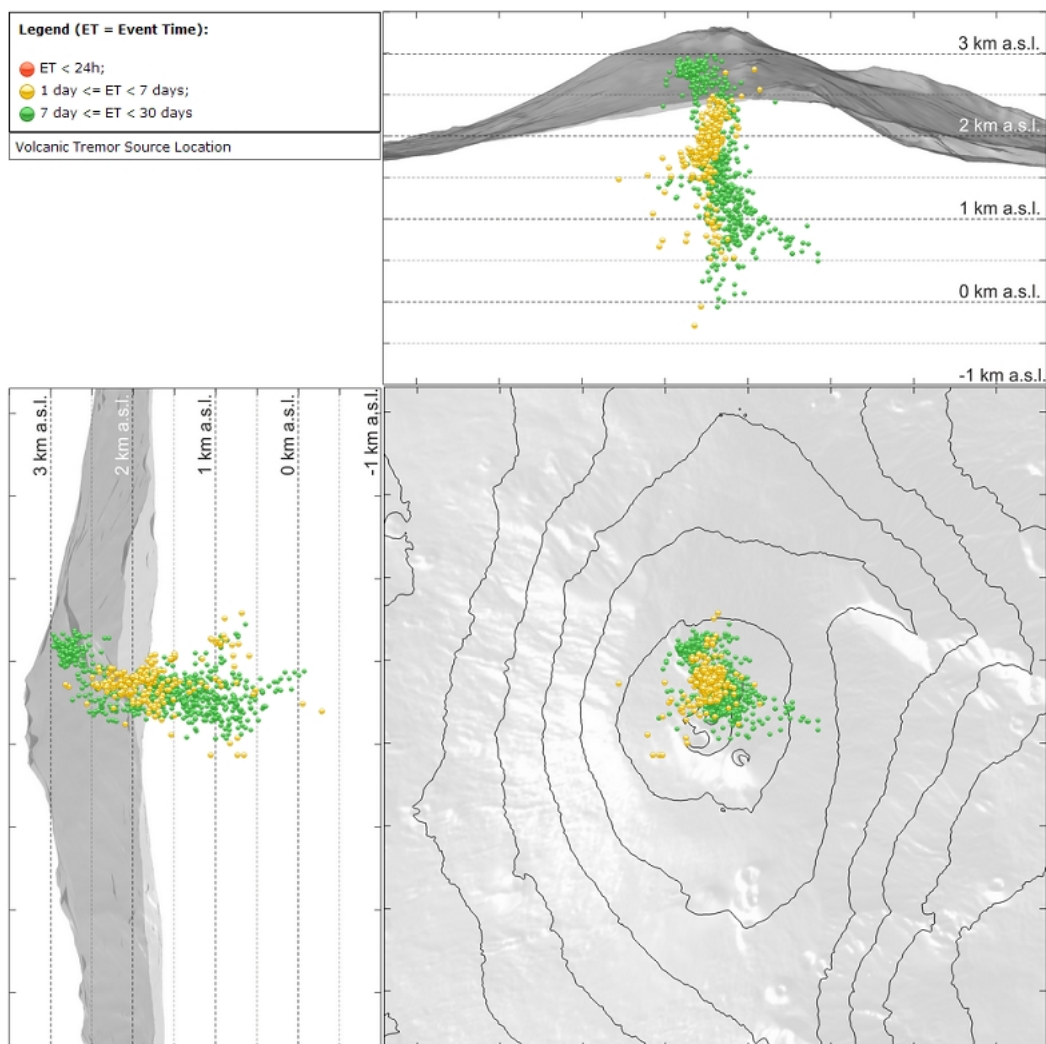 Legend (ET = Event Time):
ET < 24h;
1 day <= ET < 7 days;
7 day <= ET < 30 days
Volcanic Tremor Source Location
3 km a.s.l.
2 km a.s.l.
1 km a.s.l.
0 km a.s.l.
-1 km a.s.l.
3 km a.s.l.
2 km a.s.l.
1 km a.s.l.
0 km a.s.l.
-1 km a.s.l.